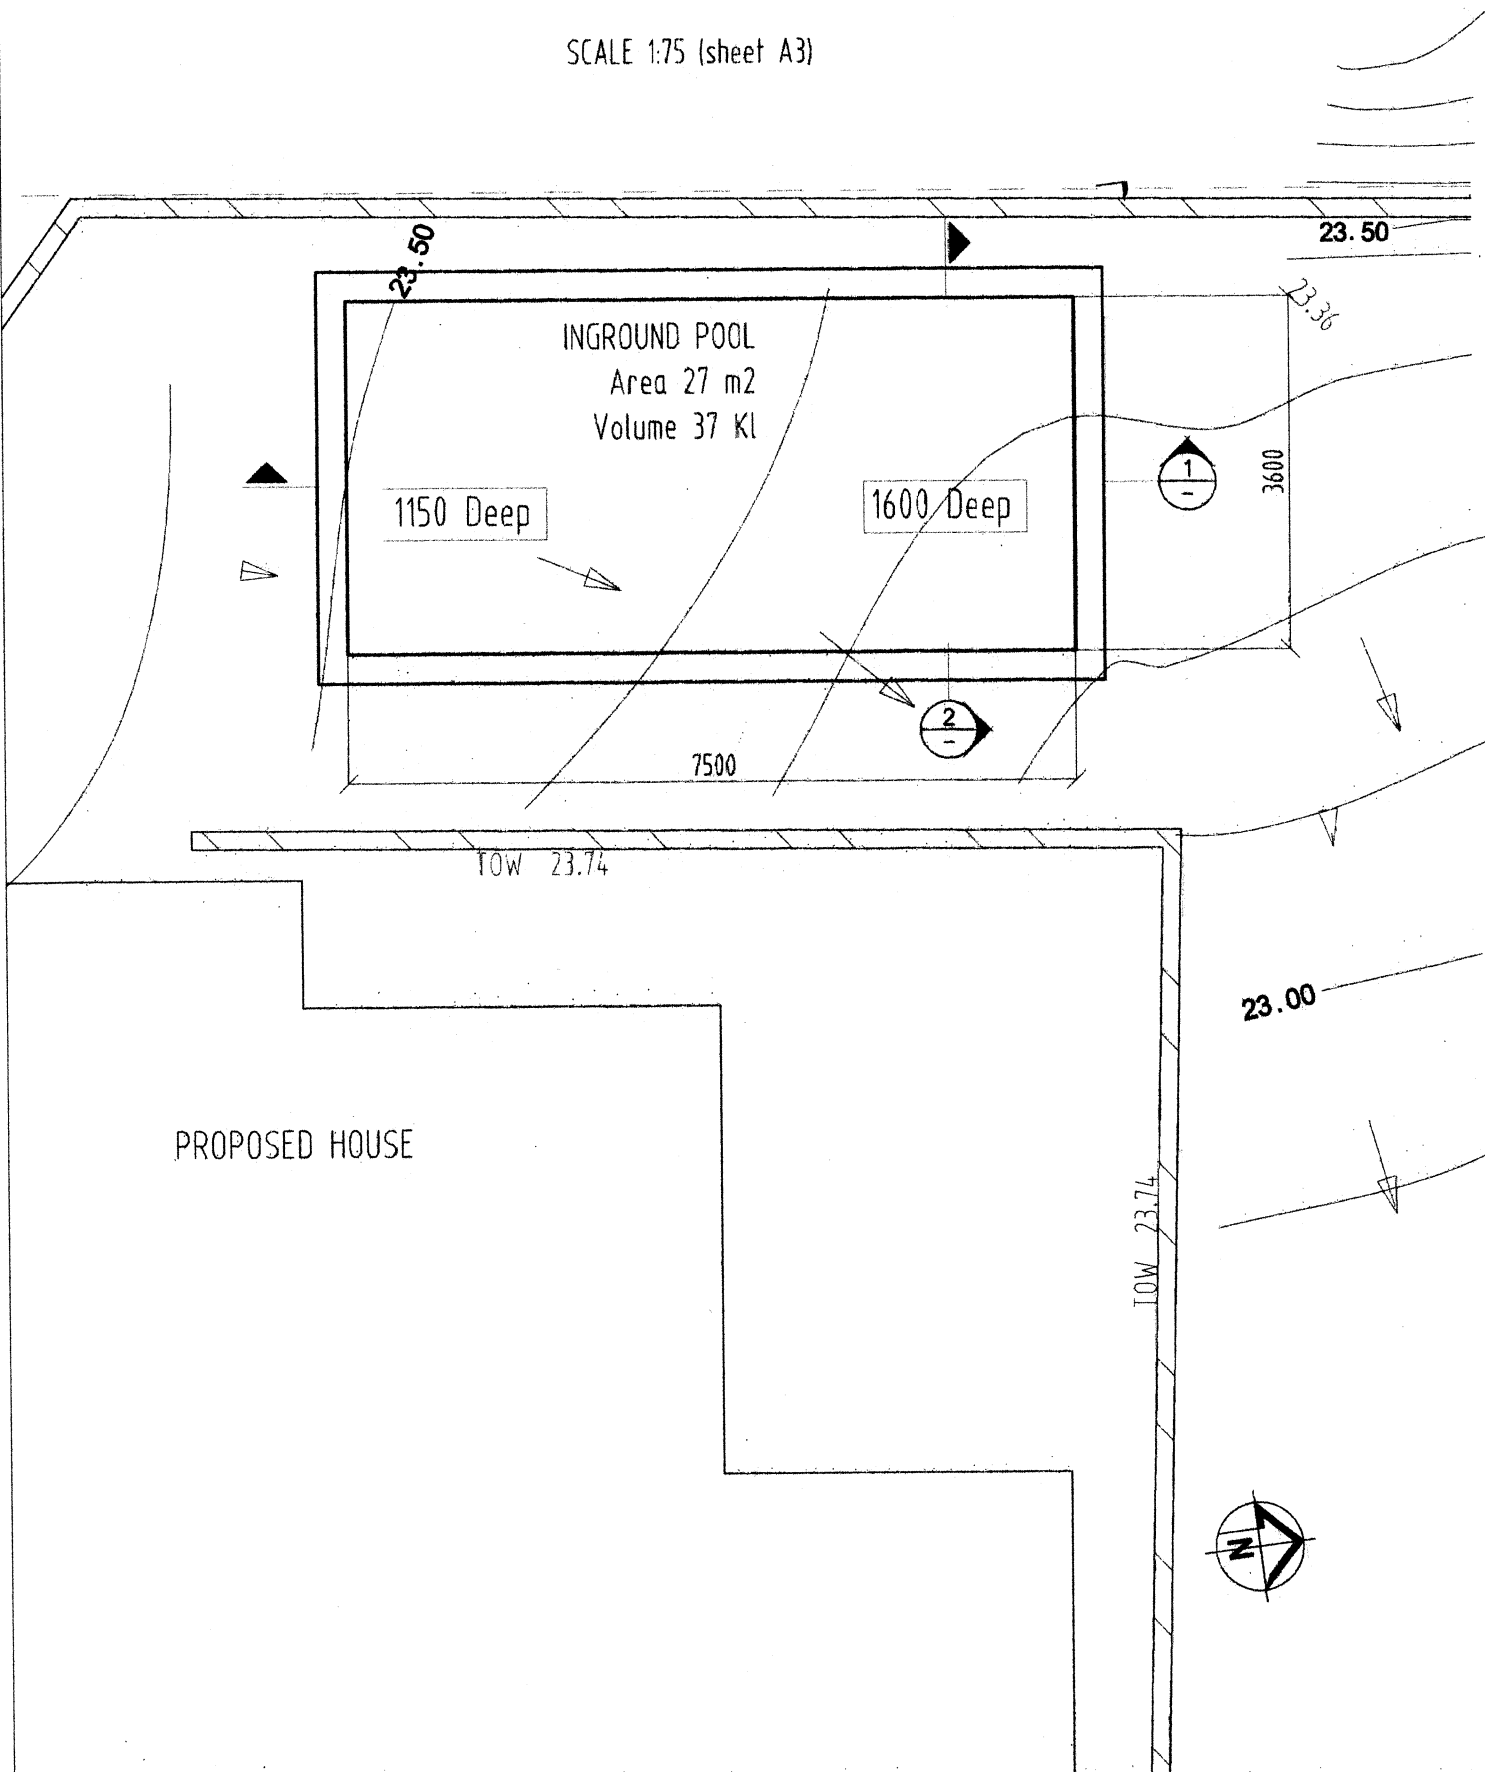 SCALE 1:75 (sheet A3)
23.50
23.50
23.36
INGROUND POOL
Area 27 m2
Volume 37 Kl
1150 Deep
1600 Deep
1
-
3600
2
-
7500
TOW 23.74
23.00
PROPOSED HOUSE
TOW 23.74
N